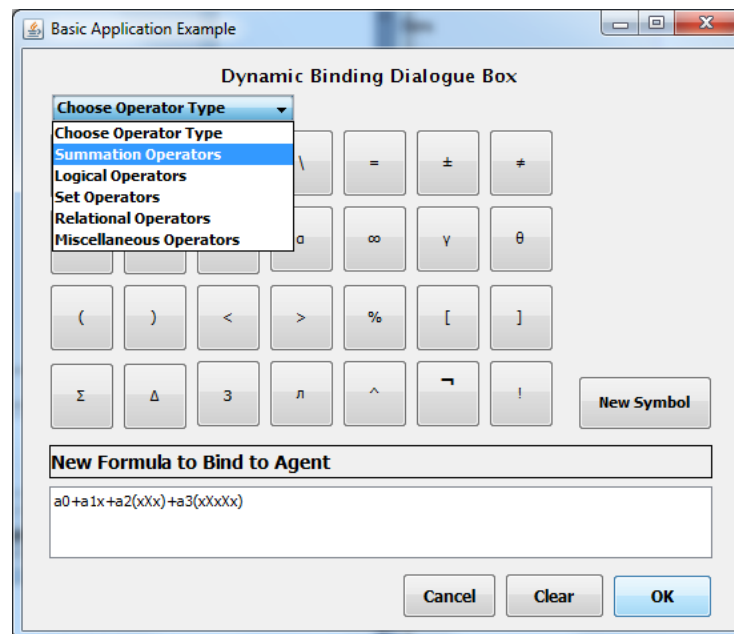 Basic Application Example
Dynamic Binding Dialogue Box
Choose Operator Type
Choose Operator Type
Summation Operators
Logical Operators
Set Operators
Relational Operators
Miscellaneous Operators
\ = ± ≠
α ∞ γ θ
( ) < > % [ ]
Σ Δ З л ^ ¬ !
New Symbol
New Formula to Bind to Agent
a0+a1x+a2(xXx)+a3(xXxXx)
Cancel Clear OK